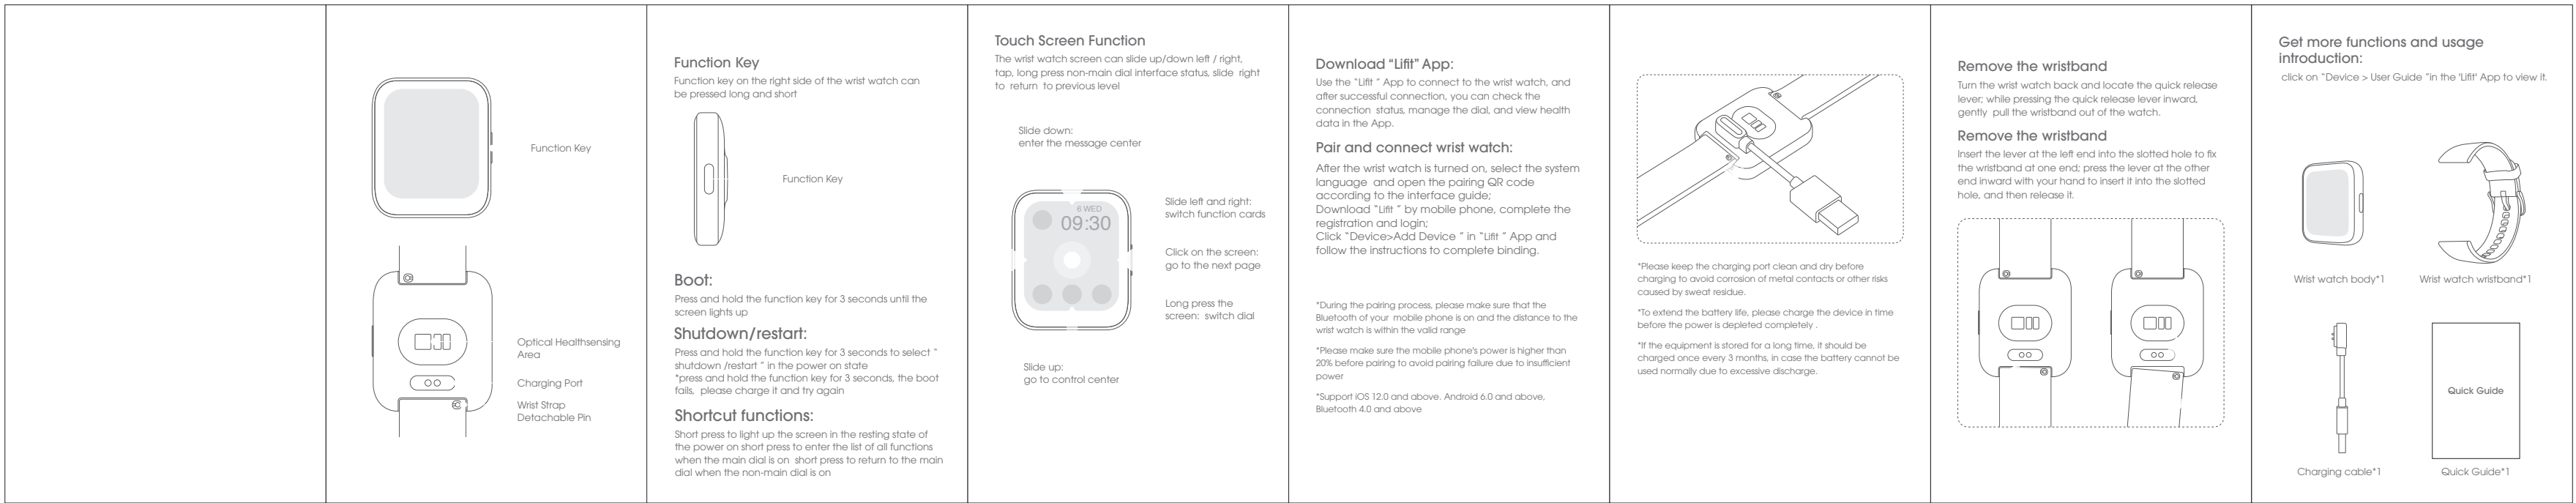 Function Key
Optical Healthsensing
Area
Charging Port
Wrist Strap
Detachable Pin
Function Key
Function key on the right side of the wrist watch can
be pressed long and short
Function Key
Boot:
Press and hold the function key for 3 seconds until the
screen lights up
Shutdown/restart:
Press and hold the function key for 3 seconds to select “
shutdown /restart ” in the power on state
*press and hold the function key for 3 seconds, the boot
fails, please charge it and try again
Shortcut functions:
Short press to light up the screen in the resting state of
the power on short press to enter the list of all functions
when the main dial is on short press to return to the main
dial when the non-main dial is on
Touch Screen Function
The wrist watch screen can slide up/down left / right,
tap, long press non-main dial interface status, slide right
to return to previous level
Slide down:
enter the message center
6 WED
09:30
Slide left and right:
switch function cards
Click on the screen:
go to the next page
Long press the
screen: switch dial
Slide up:
go to control center
Download “Lifit” App:
Use the “Lifit ” App to connect to the wrist watch, and
after successful connection, you can check the
connection status, manage the dial, and view health
data in the App.
Pair and connect wrist watch:
After the wrist watch is turned on, select the system
language and open the pairing QR code
according to the interface guide;
Download “Lifit ” by mobile phone, complete the
registration and login;
Click “Device>Add Device ” in “Lifit ” App and
follow the instructions to complete binding.
*During the pairing process, please make sure that the
Bluetooth of your mobile phone is on and the distance to the
wrist watch is within the valid range
*Please make sure the mobile phone's power is higher than
20% before pairing to avoid pairing failure due to insufficient
power
*Support iOS 12.0 and above. Android 6.0 and above,
Bluetooth 4.0 and above
*Please keep the charging port clean and dry before
charging to avoid corrosion of metal contacts or other risks
caused by sweat residue.
*To extend the battery life, please charge the device in time
before the power is depleted completely .
*If the equipment is stored for a long time, it should be
charged once every 3 months, in case the battery cannot be
used normally due to excessive discharge.
Remove the wristband
Turn the wrist watch back and locate the quick release
lever; while pressing the quick release lever inward,
gently pull the wristband out of the watch.
Remove the wristband
Insert the lever at the left end into the slotted hole to fix
the wristband at one end; press the lever at the other
end inward with your hand to insert it into the slotted
hole, and then release it.
Get more functions and usage
introduction:
click on “Device > User Guide ”in the 'Lifit' App to view it.
Wrist watch body*1
Wrist watch wristband*1
Quick Guide
Charging cable*1
Quick Guide*1